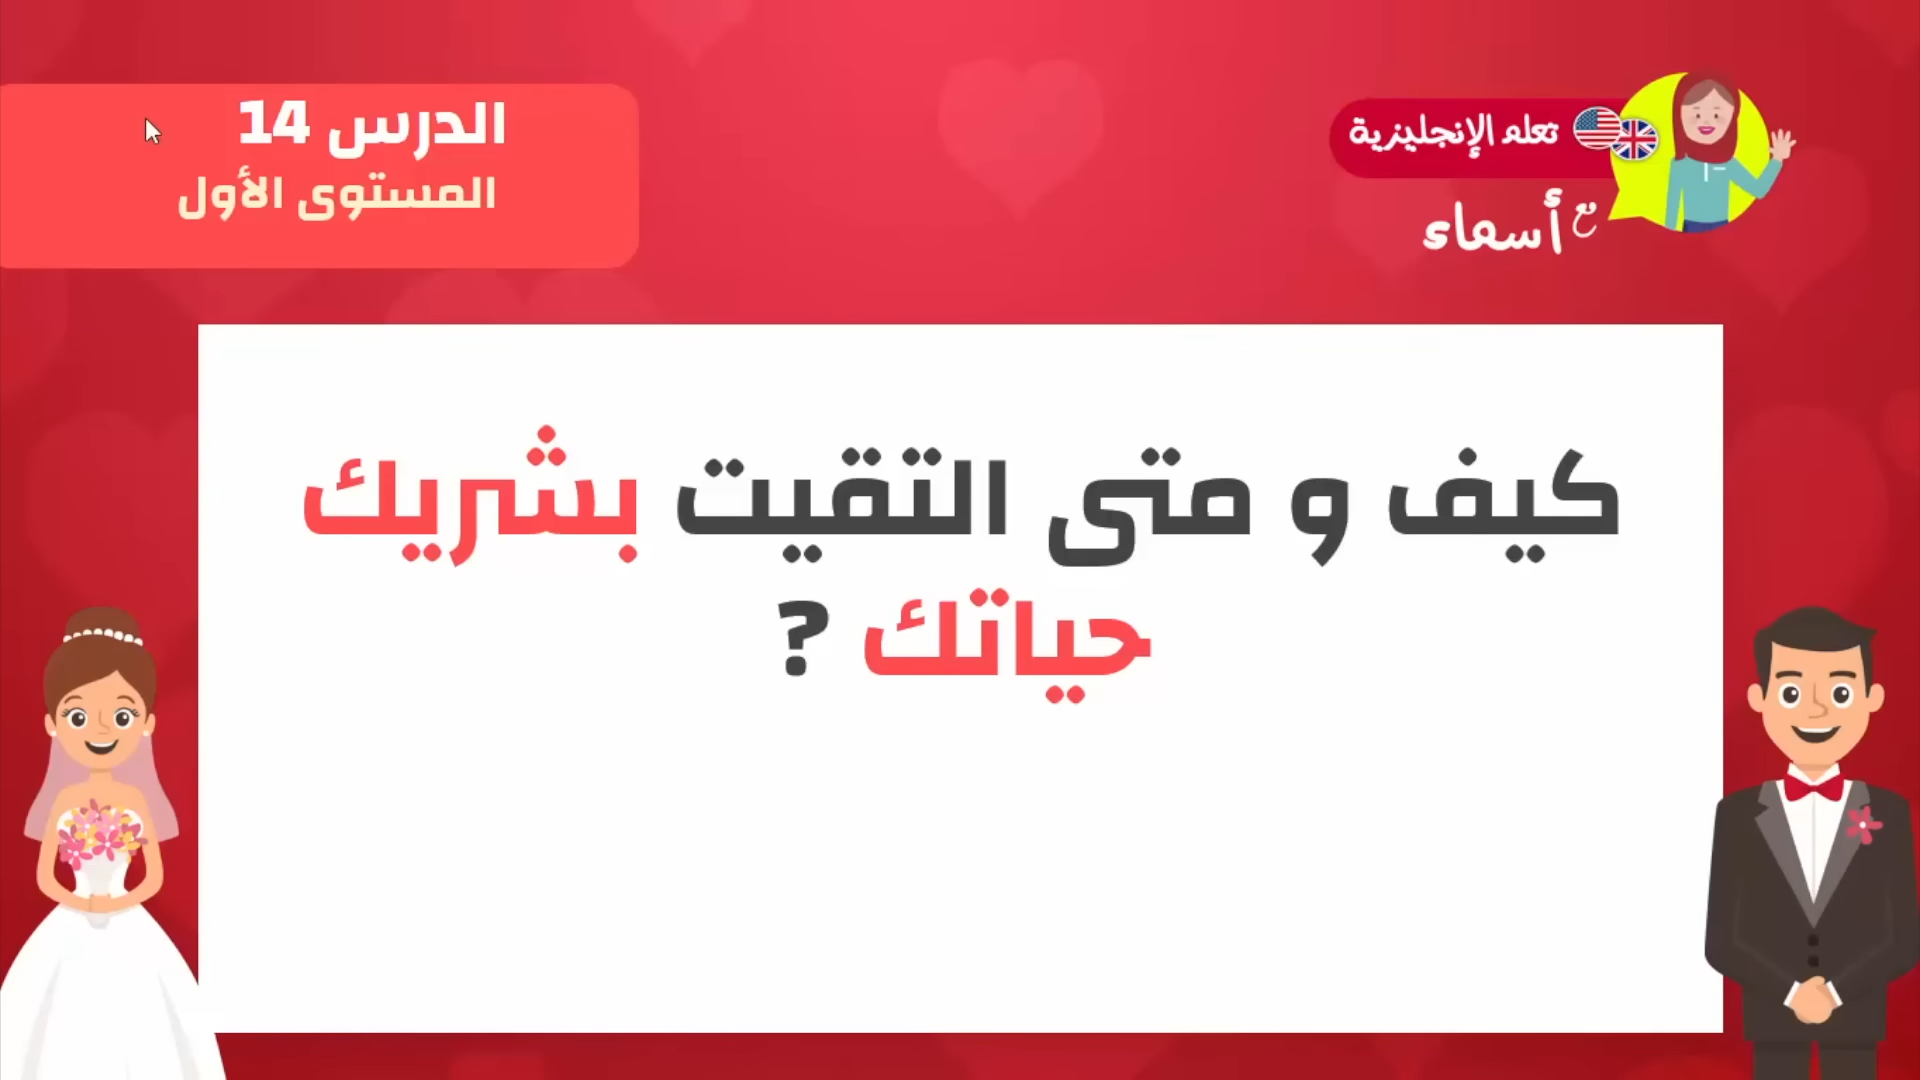 الدرس 14
المستوى الأول
تعلم الإنجليزية
مع أسماء
كيف و متى التقيت بشريك
حياتك ?